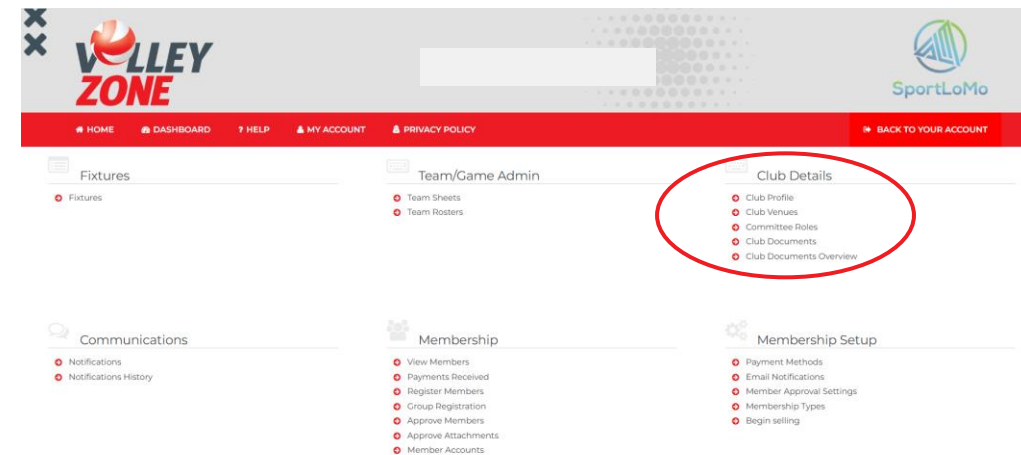 VOLLEY
ZONE
SportLoMo
HOME
DASHBOARD
? HELP
MY ACCOUNT
PRIVACY POLICY
BACK TO YOUR ACCOUNT
Fixtures
Fixtures
Team/Game Admin
Team Sheets
Team Rosters
Club Details
Club Profile
Club Venues
Committee Roles
Club Documents
Club Documents Overview
Communications
Notifications
Notifications History
Membership
View Members
Payments Received
Register Members
Group Registration
Approve Members
Approve Attachments
Member Accounts
Membership Setup
Payment Methods
Email Notifications
Member Approval Settings
Membership Types
Begin selling